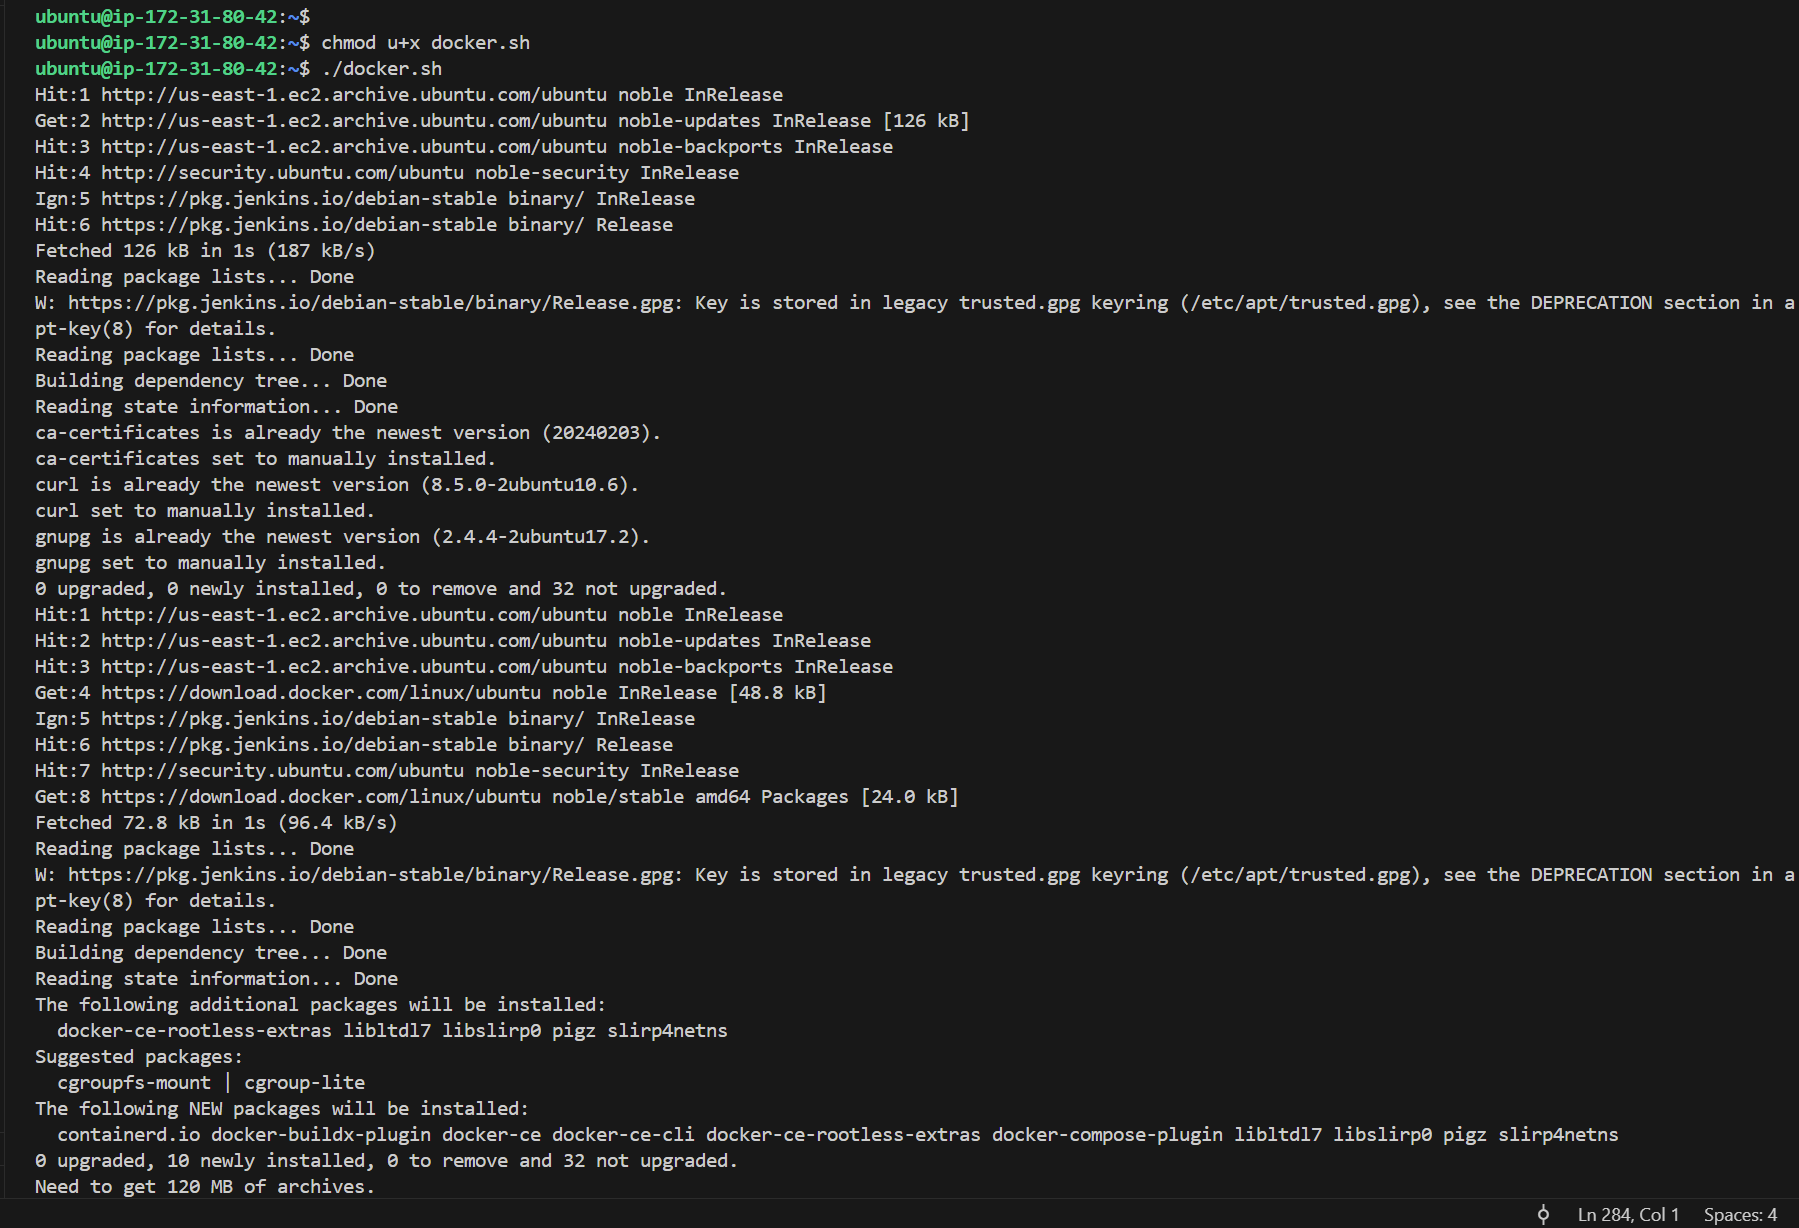 ubuntu@ip-172-31-80-42:~$
ubuntu@ip-172-31-80-42:~$ chmod u+x docker.sh
ubuntu@ip-172-31-80-42:~$ ./docker.sh
Hit:1 http://us-east-1.ec2.archive.ubuntu.com/ubuntu noble InRelease
Get:2 http://us-east-1.ec2.archive.ubuntu.com/ubuntu noble-updates InRelease [126 kB]
Hit:3 http://us-east-1.ec2.archive.ubuntu.com/ubuntu noble-backports InRelease
Hit:4 http://security.ubuntu.com/ubuntu noble-security InRelease
Ign:5 https://pkg.jenkins.io/debian-stable binary/ InRelease
Hit:6 https://pkg.jenkins.io/debian-stable binary/ Release
Fetched 126 kB in 1s (187 kB/s)
Reading package lists... Done
W: https://pkg.jenkins.io/debian-stable/binary/Release.gpg: Key is stored in legacy trusted.gpg keyring (/etc/apt/trusted.gpg), see the DEPRECATION section in a
pt-key(8) for details.
Reading package lists... Done
Building dependency tree... Done
Reading state information... Done
ca-certificates is already the newest version (20240203).
ca-certificates set to manually installed.
curl is already the newest version (8.5.0-2ubuntu10.6).
curl set to manually installed.
gnupg is already the newest version (2.4.4-2ubuntu17.2).
gnupg set to manually installed.
0 upgraded, 0 newly installed, 0 to remove and 32 not upgraded.
Hit:1 http://us-east-1.ec2.archive.ubuntu.com/ubuntu noble InRelease
Hit:2 http://us-east-1.ec2.archive.ubuntu.com/ubuntu noble-updates InRelease
Hit:3 http://us-east-1.ec2.archive.ubuntu.com/ubuntu noble-backports InRelease
Get:4 https://download.docker.com/linux/ubuntu noble InRelease [48.8 kB]
Ign:5 https://pkg.jenkins.io/debian-stable binary/ InRelease
Hit:6 https://pkg.jenkins.io/debian-stable binary/ Release
Hit:7 http://security.ubuntu.com/ubuntu noble-security InRelease
Get:8 https://download.docker.com/linux/ubuntu noble/stable amd64 Packages [24.0 kB]
Fetched 72.8 kB in 1s (96.4 kB/s)
Reading package lists... Done
W: https://pkg.jenkins.io/debian-stable/binary/Release.gpg: Key is stored in legacy trusted.gpg keyring (/etc/apt/trusted.gpg), see the DEPRECATION section in a
pt-key(8) for details.
Reading package lists... Done
Building dependency tree... Done
Reading state information... Done
The following additional packages will be installed:
  docker-ce-rootless-extras libltdl7 libslirp0 pigz slirp4netns
Suggested packages:
  cgroupfs-mount | cgroup-lite
The following NEW packages will be installed:
  containerd.io docker-buildx-plugin docker-ce docker-ce-cli docker-ce-rootless-extras docker-compose-plugin libltdl7 libslirp0 pigz slirp4netns
0 upgraded, 10 newly installed, 0 to remove and 32 not upgraded.
Need to get 120 MB of archives.
Ln 284, Col 1 Spaces: 4